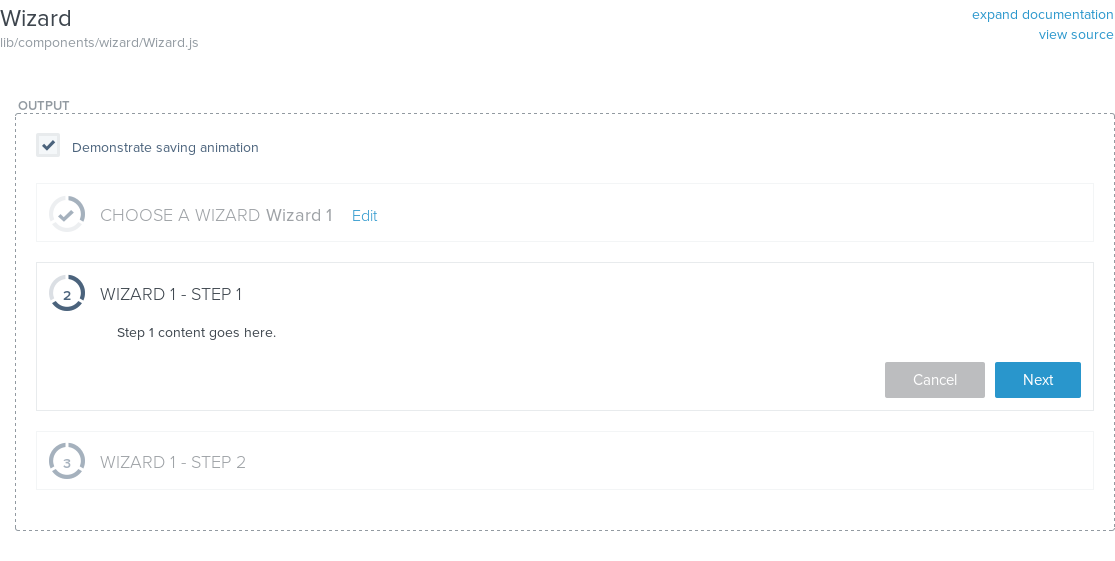 Wizard
expand documentation
lib/components/wizard/Wizard.js
view source
OUTPUT
Demonstrate saving animation
CHOOSE A WIZARD Wizard 1 Edit
2 WIZARD 1 - STEP 1
Step 1 content goes here.
Cancel Next
3 WIZARD 1 - STEP 2